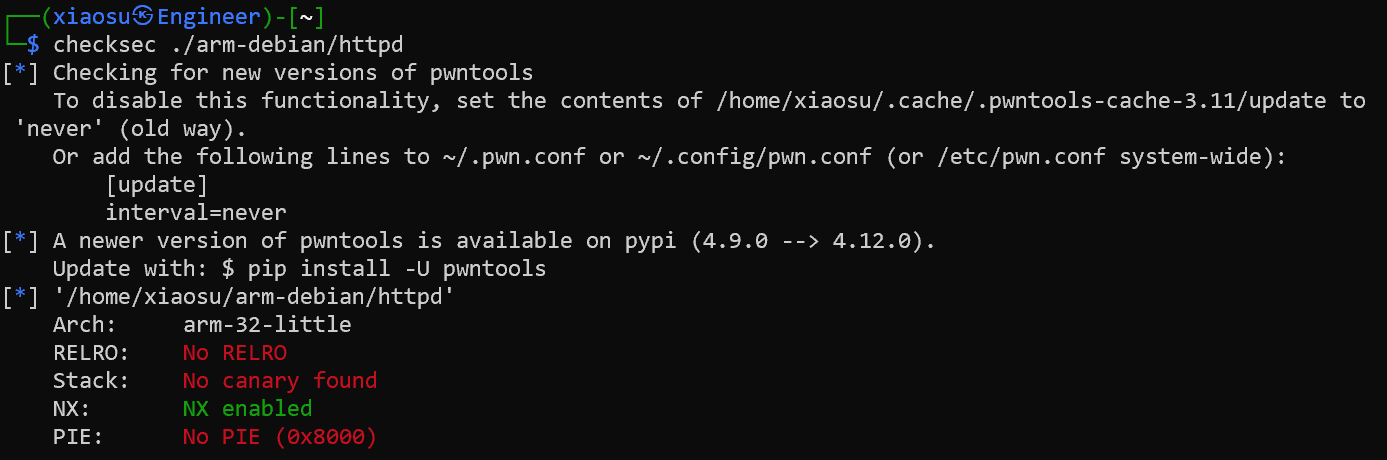 ┌──(xiaosu㉿Engineer)-[~]
└─$ checksec ./arm-debian/httpd
[*] Checking for new versions of pwntools
    To disable this functionality, set the contents of /home/xiaosu/.cache/.pwntools-cache-3.11/update to
 'never' (old way).
    Or add the following lines to ~/.pwn.conf or ~/.config/pwn.conf (or /etc/pwn.conf system-wide):
        [update]
        interval=never
[*] A newer version of pwntools is available on pypi (4.9.0 --> 4.12.0).
    Update with: $ pip install -U pwntools
[*] '/home/xiaosu/arm-debian/httpd'
    Arch:     arm-32-little
    RELRO:    No RELRO
    Stack:    No canary found
    NX:       NX enabled
    PIE:      No PIE (0x8000)